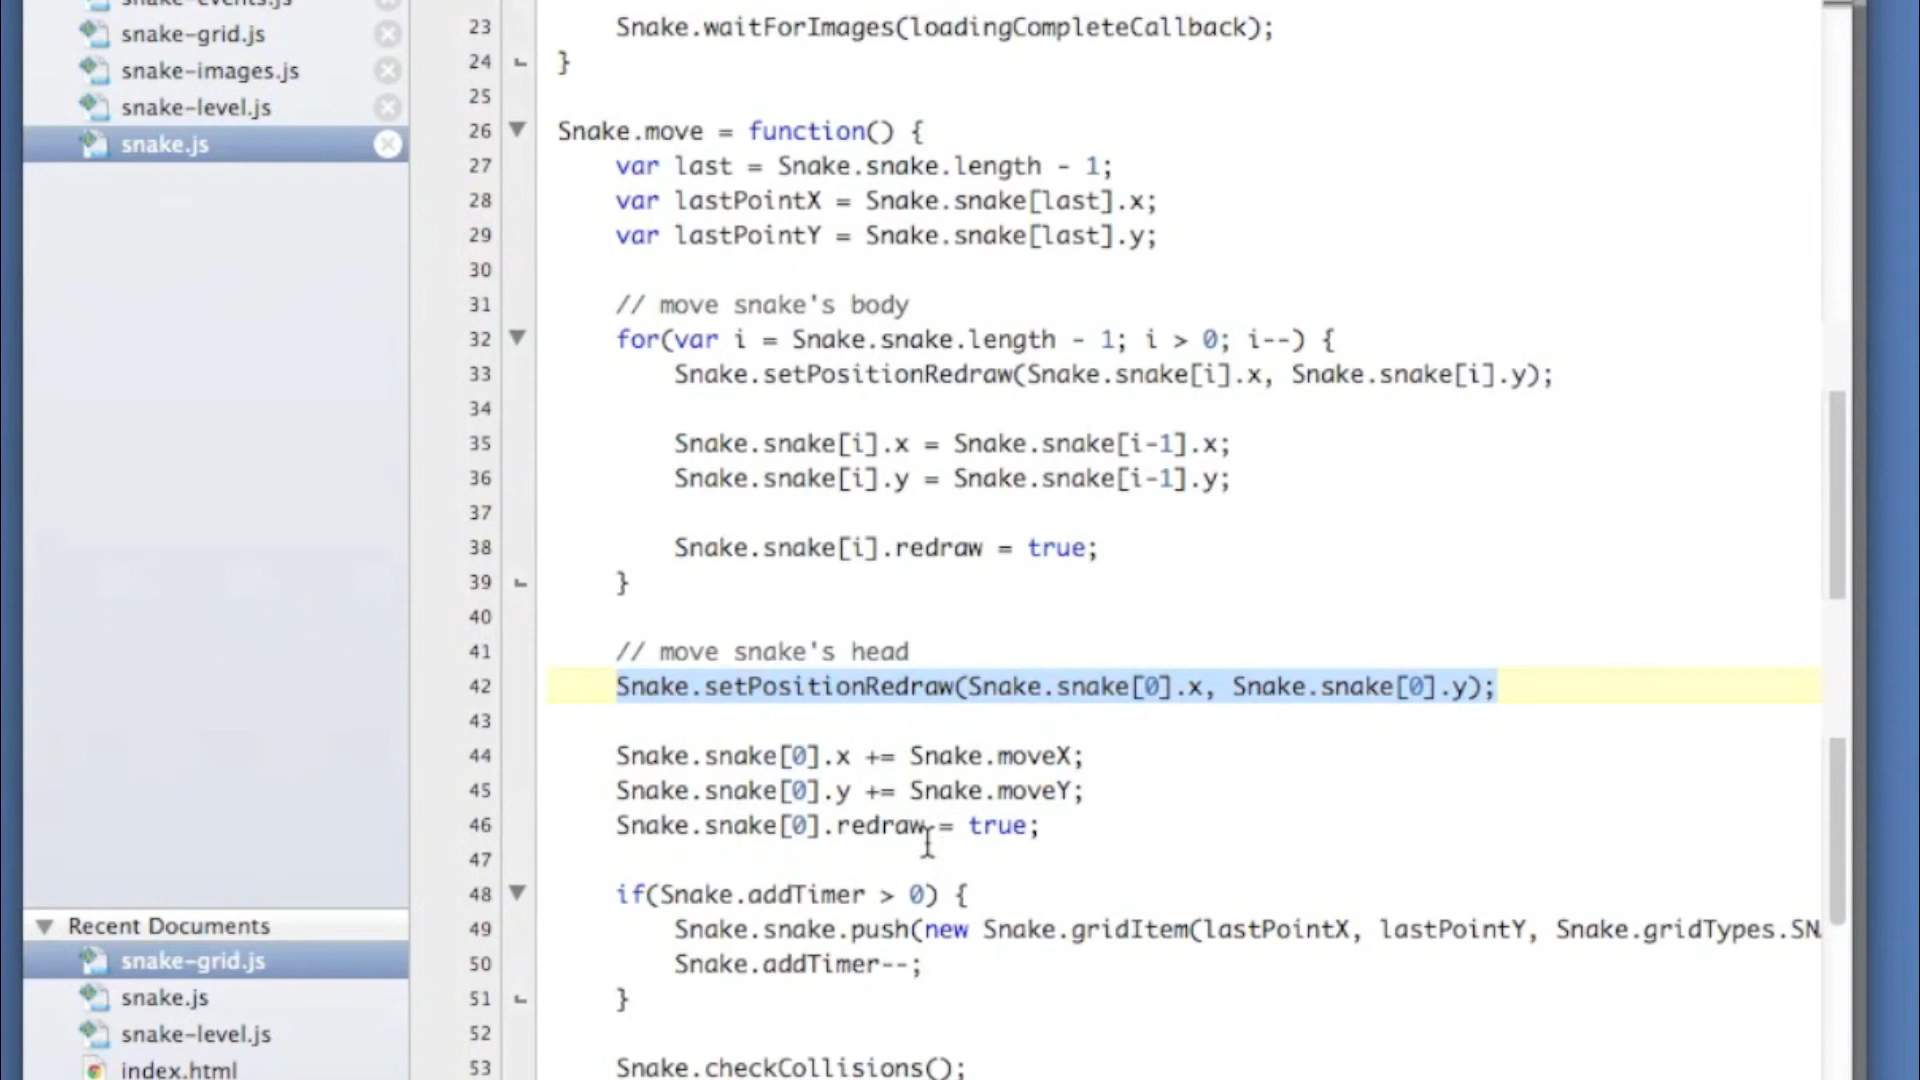 snake-events.js
snake-grid.js
snake-images.js
snake-level.js
snake.js
Recent Documents
snake-grid.js
snake.js
snake-level.js
index.html
23 Snake.waitForImages(loadingCompleteCallback);
24 }
25
26 Snake.move = function() {
27 var last = Snake.snake.length - 1;
28 var lastPointX = Snake.snake[last].x;
29 var lastPointY = Snake.snake[last].y;
30
31 // move snake's body
32 for(var i = Snake.snake.length - 1; i > 0; i--) {
33 Snake.setPositionRedraw(Snake.snake[i].x, Snake.snake[i].y);
34
35 Snake.snake[i].x = Snake.snake[i-1].x;
36 Snake.snake[i].y = Snake.snake[i-1].y;
37
38 Snake.snake[i].redraw = true;
39 }
40
41 // move snake's head
42 Snake.setPositionRedraw(Snake.snake[0].x, Snake.snake[0].y);
43
44 Snake.snake[0].x += Snake.moveX;
45 Snake.snake[0].y += Snake.moveY;
46 Snake.snake[0].redraw = true;
47
48 if(Snake.addTimer > 0) {
49 Snake.snake.push(new Snake.gridItem(lastPointX, lastPointY, Snake.gridTypes.SN
50 Snake.addTimer--;
51 }
52
53 Snake.checkCollisions();